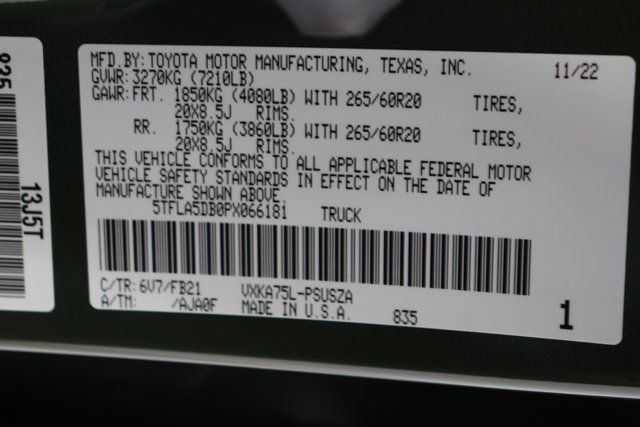 MFD.BY: TOYOTA MOTOR MANUFACTURING, TEXAS, INC. 11/22
GVWR: 3270KG (7210LB)
GAWR: FRT. 1850KG (4080LB) WITH 265/60R20 TIRES,
20X8.5J RIMS.
RR. 1750KG (3860LB) WITH 265/60R20 TIRES,
20X8.5J RIMS.
THIS VEHICLE CONFORMS TO ALL APPLICABLE FEDERAL MOTOR
VEHICLE SAFETY STANDARDS IN EFFECT ON THE DATE OF
MANUFACTURE SHOWN ABOVE
5TFLA5DB0PX066181 TRUCK
C/TR: 6V7/FB21 VXKA75L-PSUSZA
A/TM: /AJA0F MADE IN U.S.A. 835 1
835
13J5T